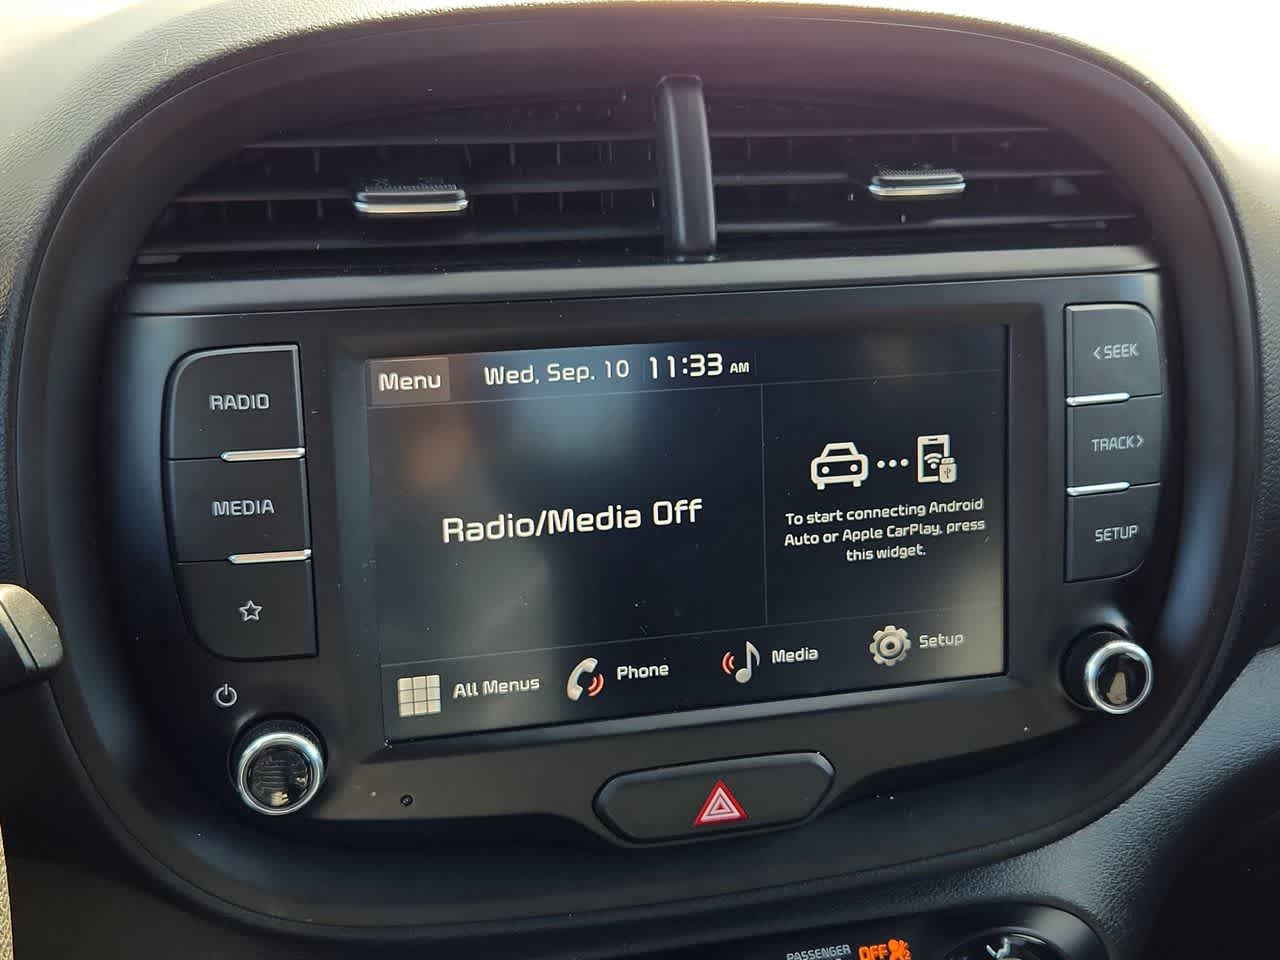 RADIO
MEDIA
Menu
Wed, Sep. 10 11:33 AM
Radio/Media Off
To start connecting Android
Auto or Apple CarPlay, press
this widget.
All Menus
Phone
Media
Setup
< SEEK
TRACK >
SETUP
PASSENGER OFF